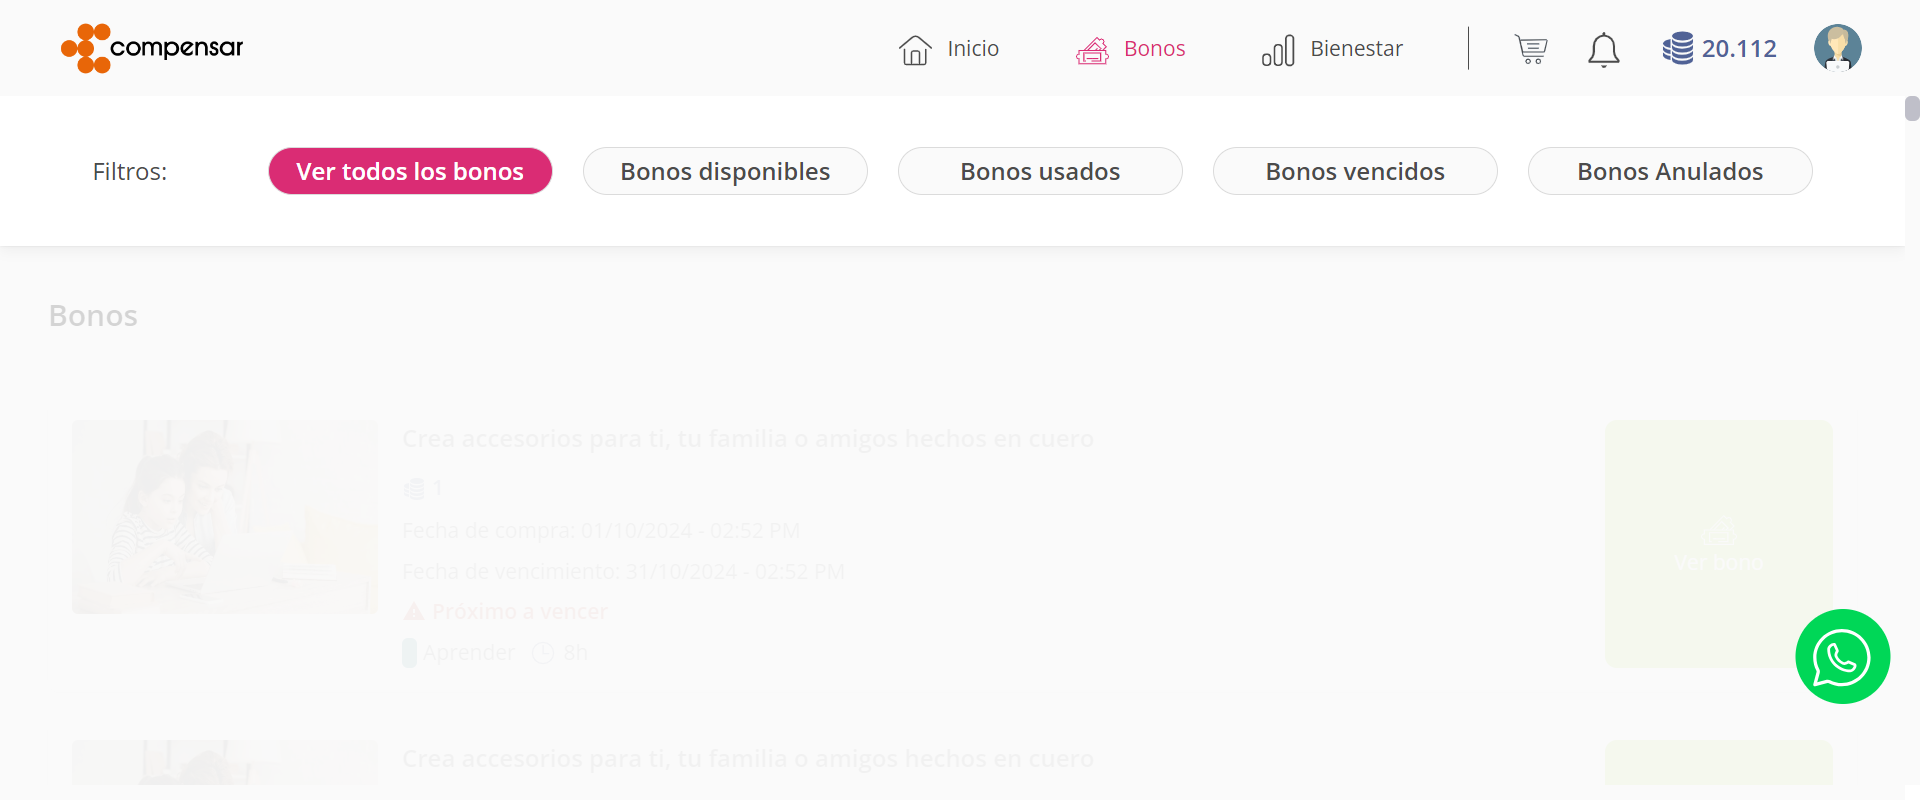 compensar
Inicio
Bonos
Bienestar
20.112
Filtros:
Ver todos los bonos
Bonos disponibles
Bonos usados
Bonos vencidos
Bonos Anulados
Bonos
Crea accesorios para ti, tu familia o amigos hechos en cuero
1
Fecha de compra: 01/10/2024 - 02:52 PM
Fecha de vencimiento: 31/10/2024 - 02:52 PM
Próximo a vencer
Aprender 8h
Ver bono
Crea accesorios para ti, tu familia o amigos hechos en cuero